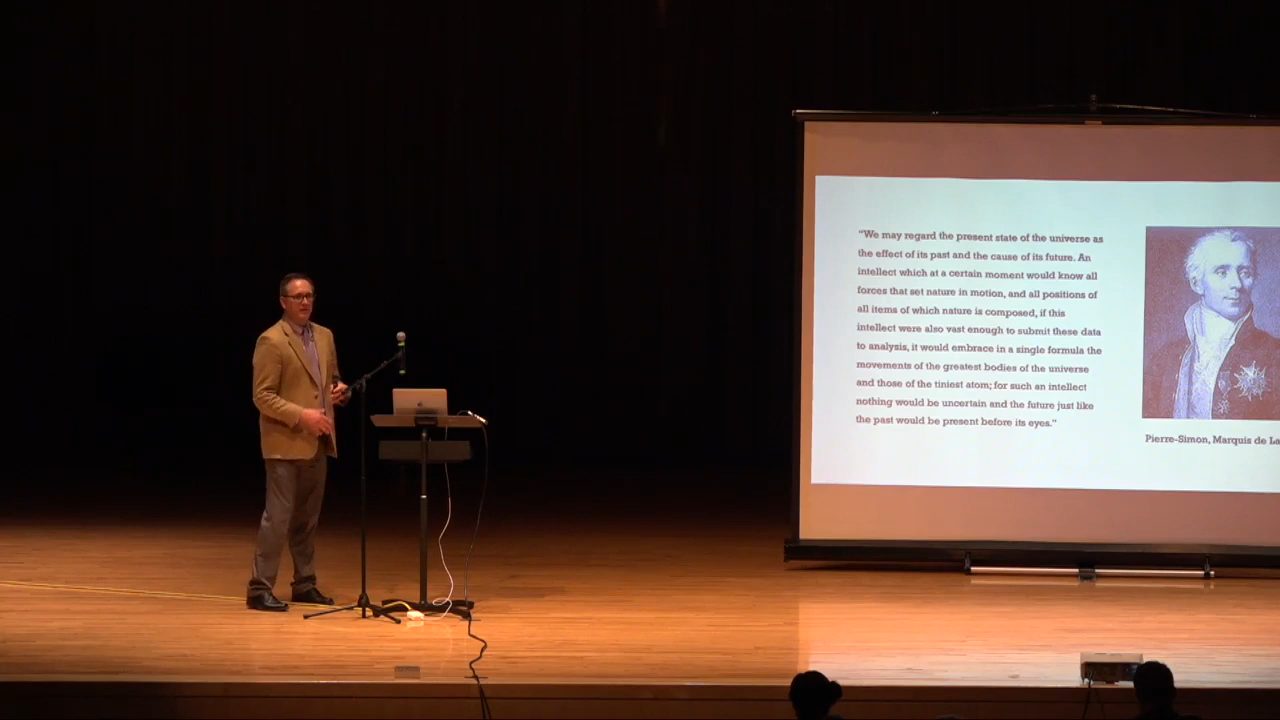 “We may regard the present state of the universe as
the effect of its past and the cause of its future. An
intellect which at a certain moment would know all
forces that set nature in motion, and all positions of
all items of which nature is composed, if this
intellect were also vast enough to submit these data
to analysis, it would embrace in a single formula the
movements of the greatest bodies of the universe
and those of the tiniest atom; for such an intellect
nothing would be uncertain and the future just like
the past would be present before its eyes.”
Pierre-Simon, Marquis de La